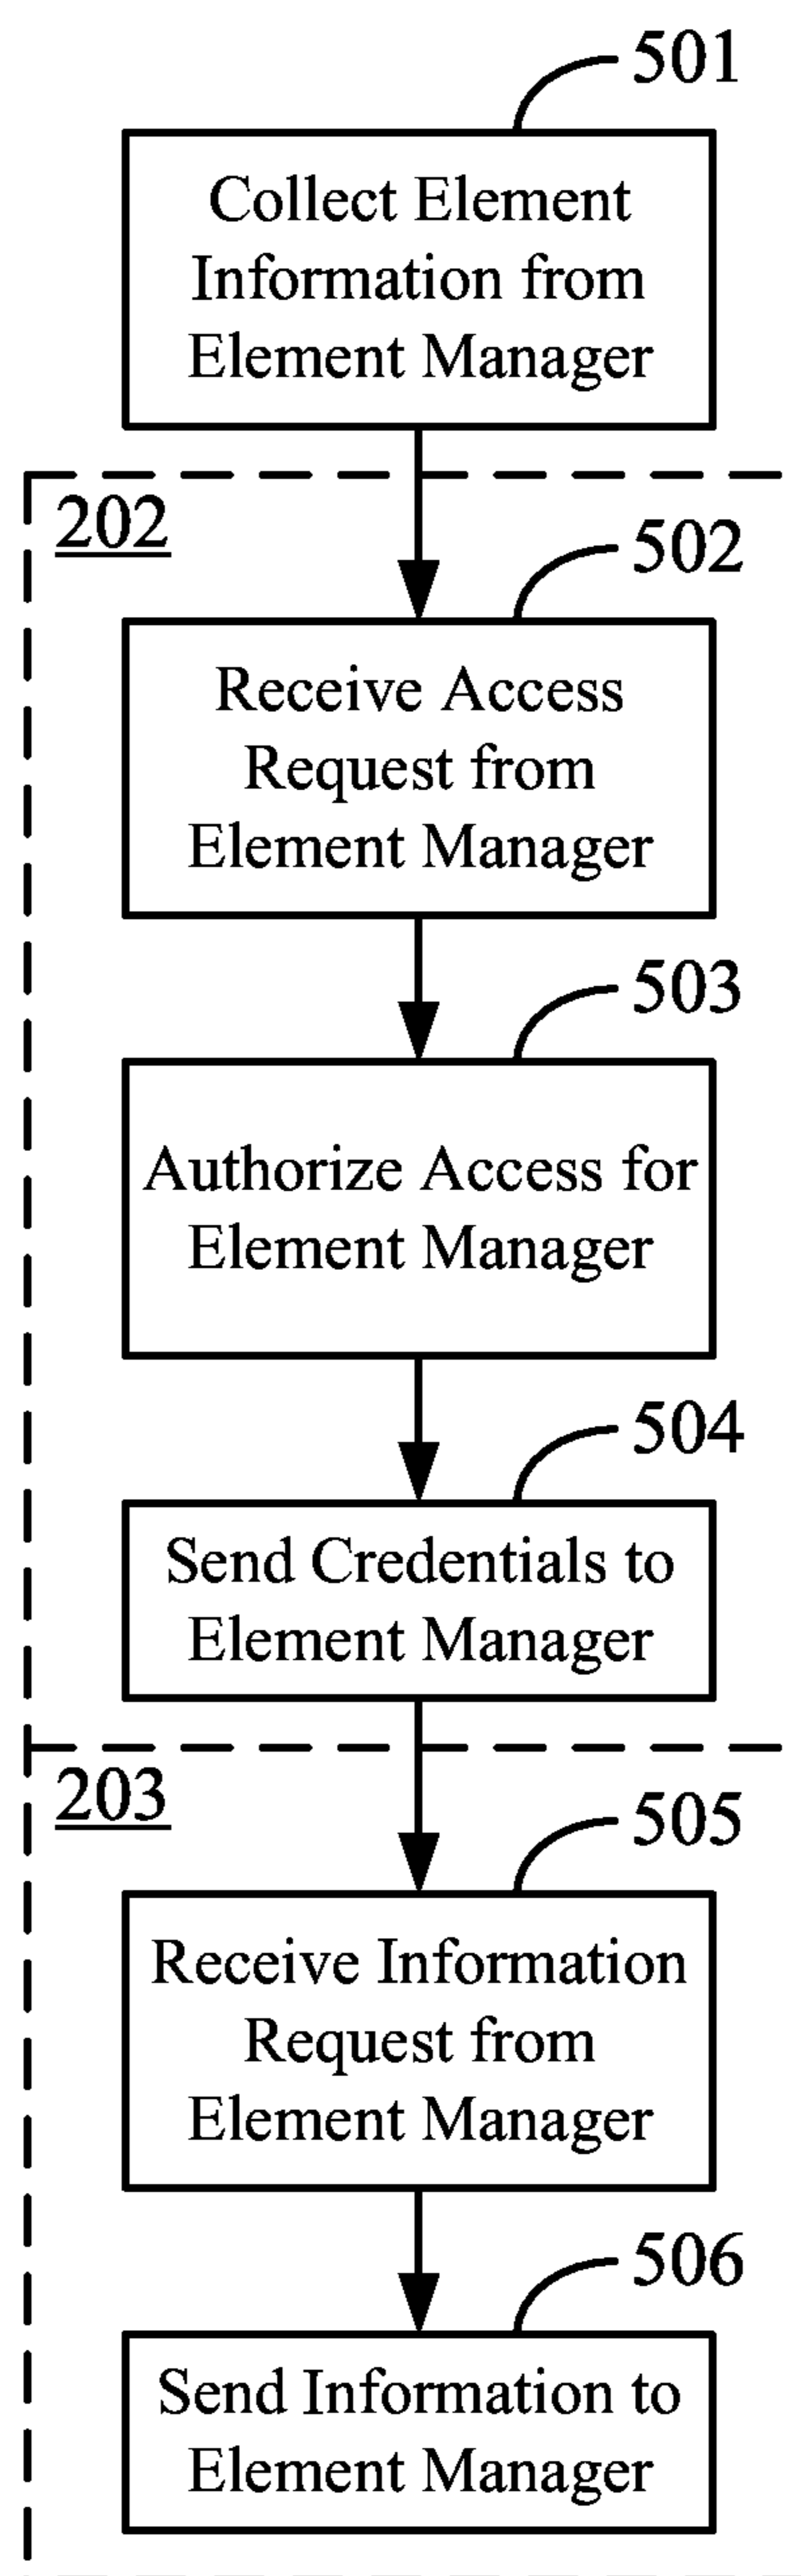 501
Collect Element
Information from
Element Manager
202
502
Receive Access
Request from
Element Manager
503
Authorize Access for
Element Manager
504
Send Credentials to
Element Manager
203
505
Receive Information
Request from
Element Manager
506
Send Information to
Element Manager